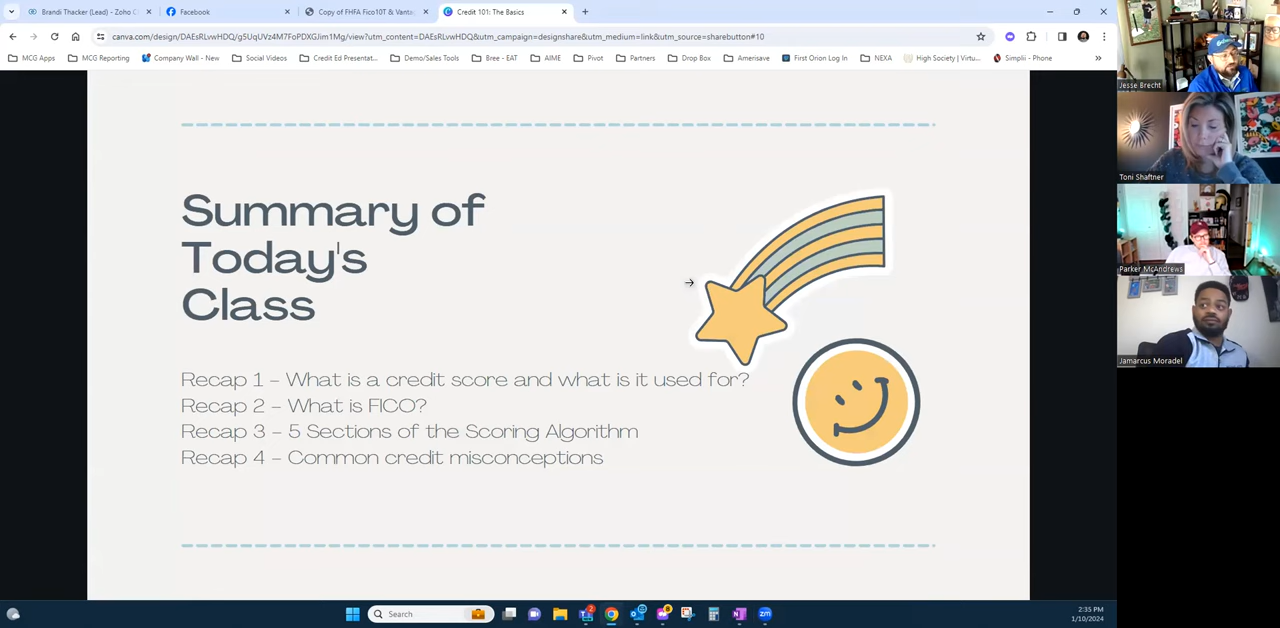 Brandi Thacker (Lead) - Zoho C
Facebook
Copy of FHFA Fico10T & Vanta
Credit 101: The Basics
canva.com/design/DAEsRLvwHDQ/g5UqUVz4M7FoPDXGJim1Mg/view?utm_content=DAEsRLvwHDQ&utm_campaign=designshare&utm_medium=link&utm_source=sharebutton#10
MCG Apps
MCG Reporting
Company Wall - New
Social Videos
Credit Ed Presentat...
Demo/Sales Tools
Bree - EAT
AIME
Pivot
Partners
Drop Box
Amerisave
First Orion Log In
NEXA
High Society | Virtu...
Simplii - Phone
Summary of
Today's
Class
Recap 1 - What is a credit score and what is it used for?
Recap 2 - What is FICO?
Recap 3 - 5 Sections of the Scoring Algorithm
Recap 4 - Common credit misconceptions
Jesse Brecht
Toni Shaftner
Parker McAndrews
Jamarcus Moradel
Search
2:35 PM
1/10/2024